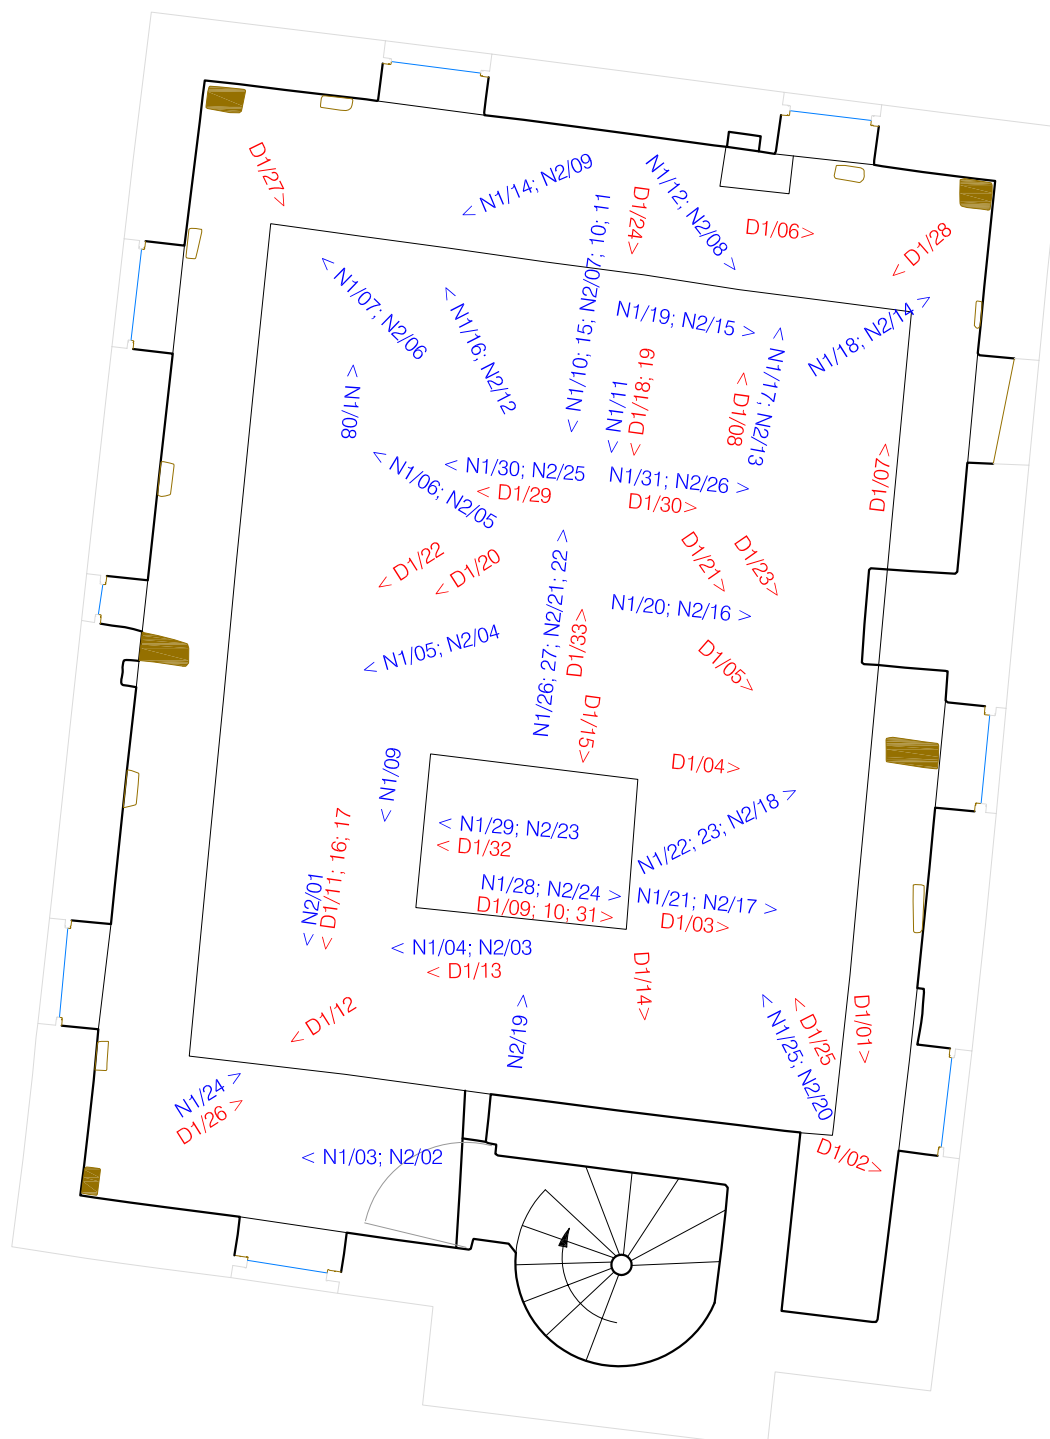 D1/27>
< N1/14; N2/09
N1/12; N2/08 >
D1/24>
D1/06>
< D1/28
< N1/10; 15; N2/07; 10; 11
< N1/07; N2/06
< N1/16; N2/12
N1/19; N2/15 >
N1/18; N2/14 >
< N1/17; N2/13
< N1/08
< N1/11
< D1/18; 19
< D1/08
D1/07>
< N1/06; N2/05
< N1/30; N2/25
< D1/29
N1/31; N2/26 >
D1/30>
< D1/22
< D1/20
N1/26; 27; N2/21; 22 >
D1/21>
D1/23>
N1/20; N2/16 >
D1/33>
< N1/05; N2/04
D1/05>
D1/15>
D1/04>
< N1/09
N1/22; 23; N2/18 >
< N1/29; N2/23
< D1/32
< N2/01
< D1/11; 16; 17
N1/28; N2/24 >
D1/09; 10; 31>
N1/21; N2/17 >
D1/03>
< N1/04; N2/03
< D1/13
D1/14>
< D1/12
N2/19 >
< N1/25; N2/20
< D1/25
D1/01>
N1/24 >
D1/26 >
< N1/03; N2/02
D1/02>